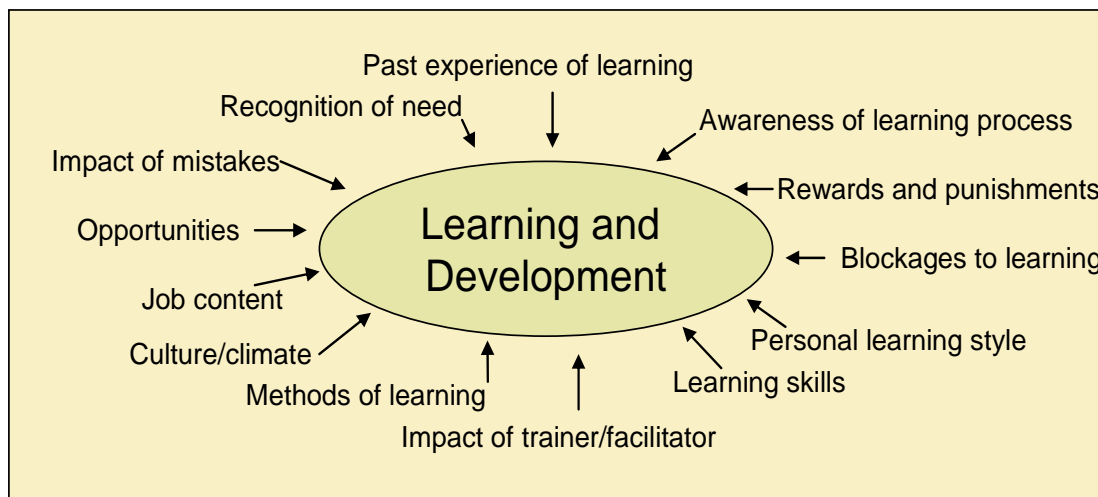 Past experience of learning
Recognition of need
Awareness of learning process
Impact of mistakes
Rewards and punishments
Opportunities
Learning and
Development
Blockages to learning
Job content
Personal learning style
Culture/climate
Learning skills
Methods of learning
Impact of trainer/facilitator